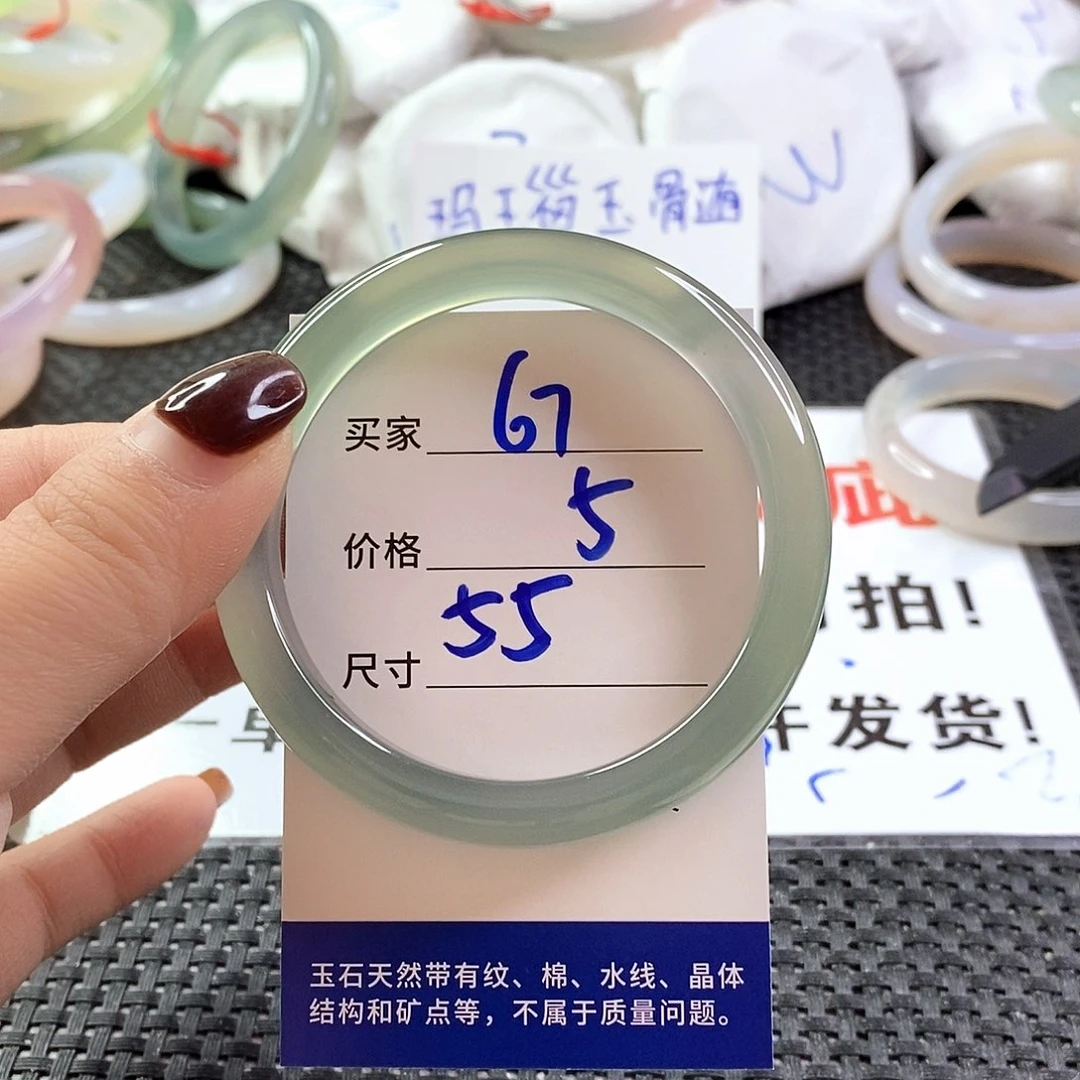 玛瑙玉骨髓
买家 67
价格 5
尺寸 55
拍！
发货！
玉石天然带有纹、棉、水线、晶体
结构和矿点等，不属于质量问题。